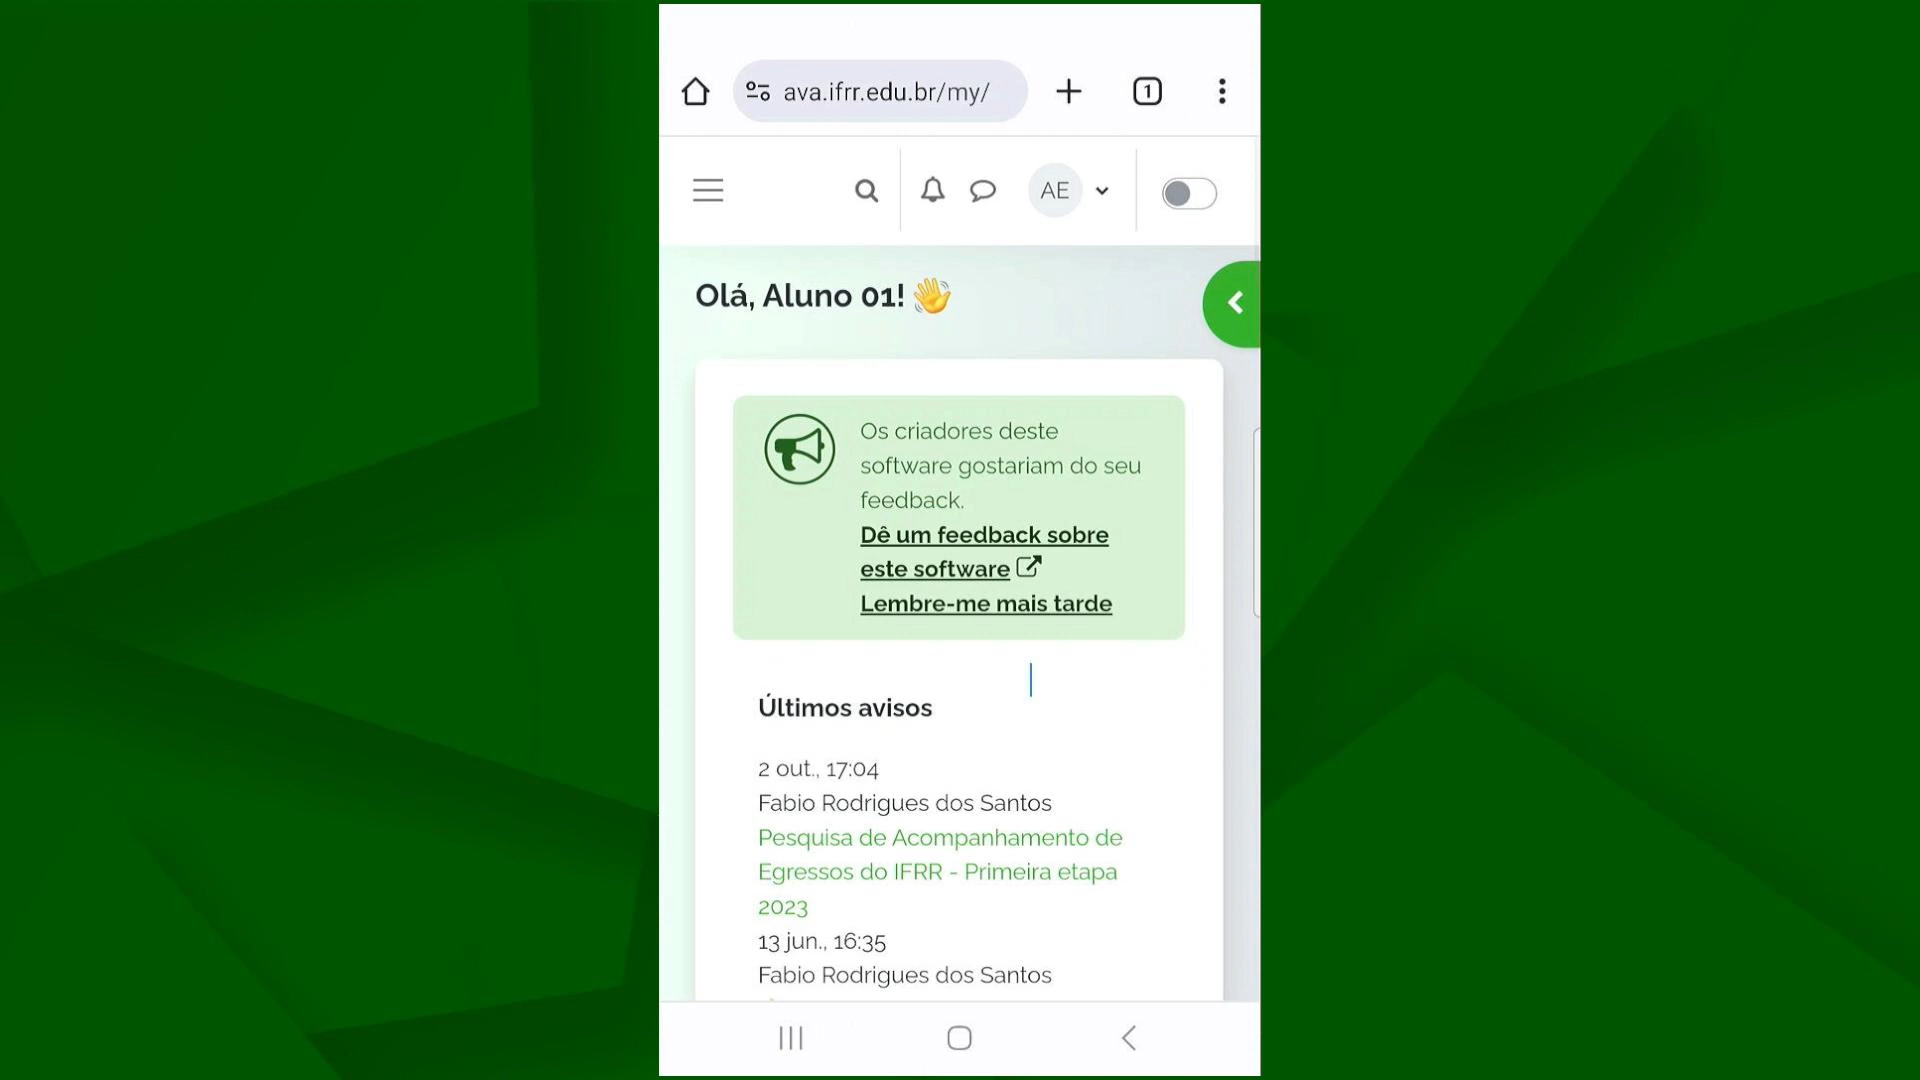 ava.ifrr.edu.br/my/
1
AE
Olá, Aluno 01! 👋
Os criadores deste
software gostariam do seu
feedback.
Dê um feedback sobre
este software
Lembre-me mais tarde
Últimos avisos
2 out., 17:04
Fabio Rodrigues dos Santos
Pesquisa de Acompanhamento de
Egressos do IFRR - Primeira etapa
2023
13 jun., 16:35
Fabio Rodrigues dos Santos